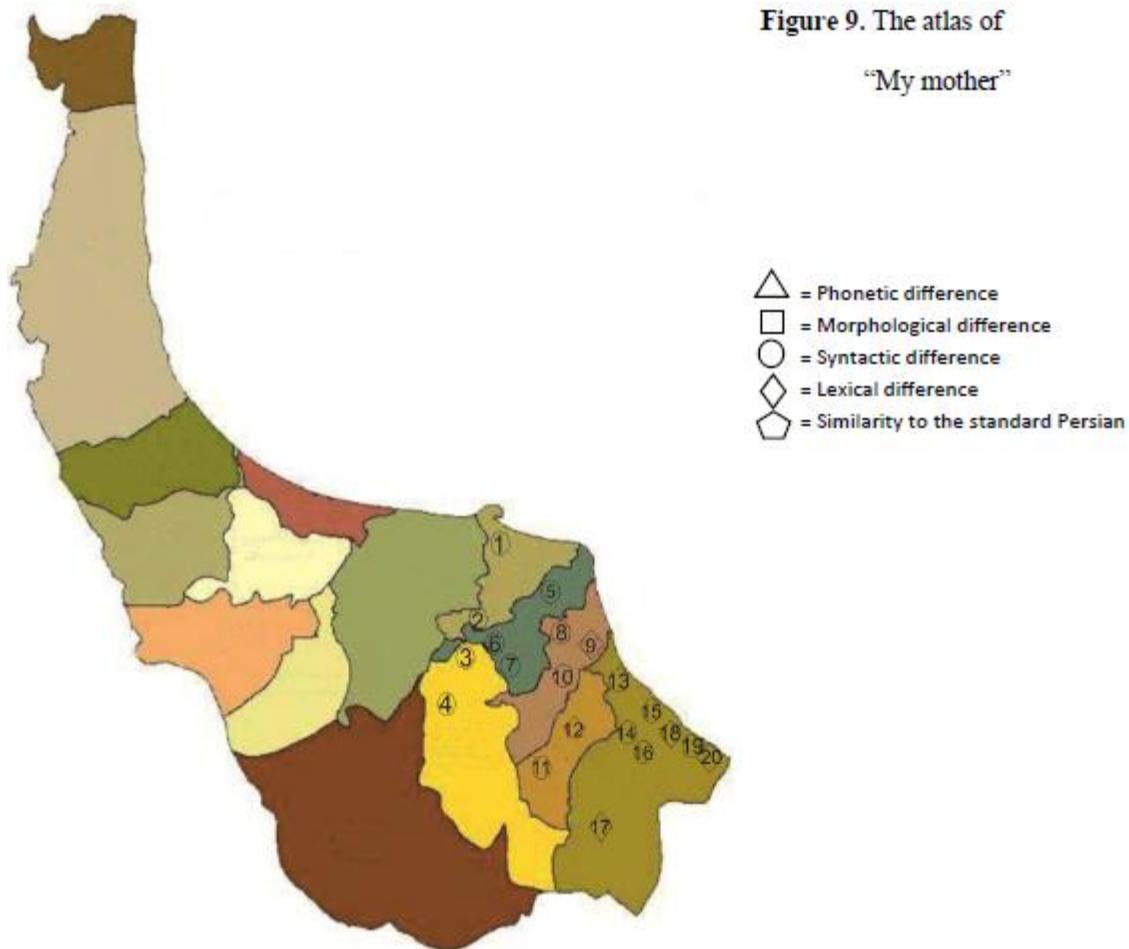 Figure 9. The atlas of
“My mother”
= Phonetic difference
= Morphological difference
= Syntactic difference
= Lexical difference
= Similarity to the standard Persian
1
2
3
4
5
6
7
8
9
10
11
12
13
14
15
16
17
18
19
20